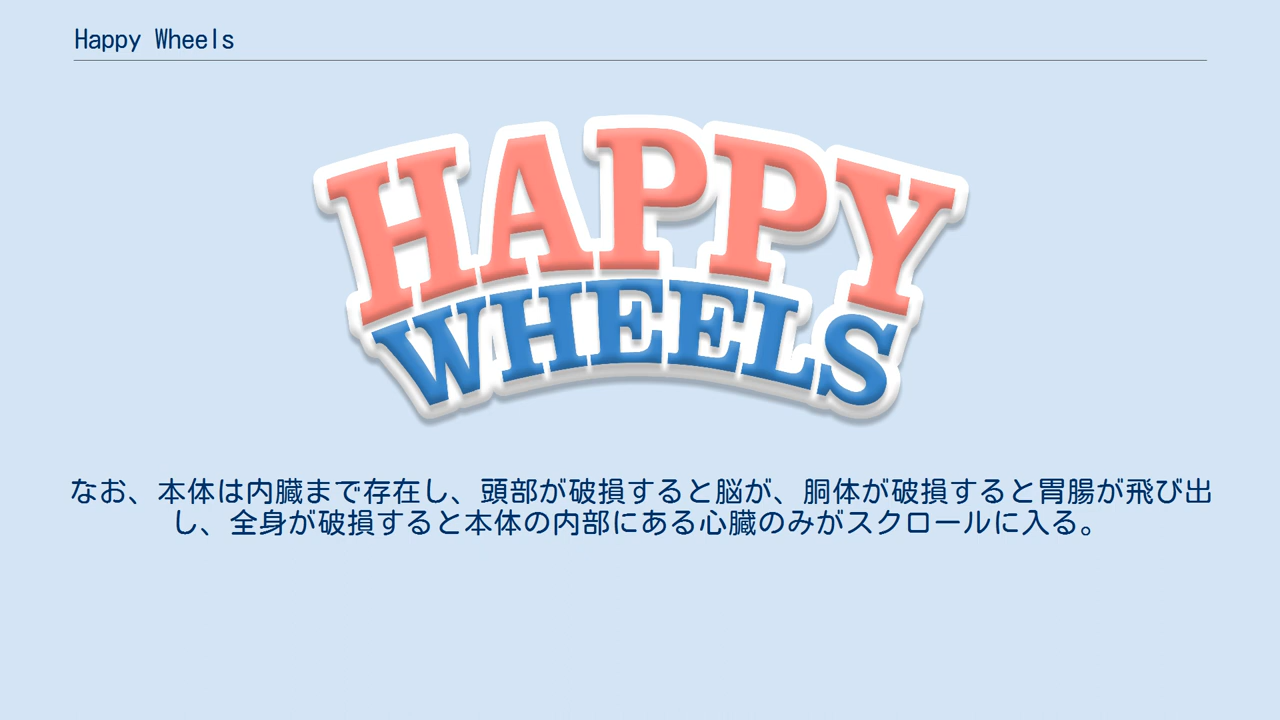 Happy Wheels
HAPPY
WHEELS
なお、本体は内臓まで存在し、頭部が破損すると脳が、胴体が破損すると胃腸が飛び出
し、全身が破損すると本体の内部にある心臓のみがスクロールに入る。